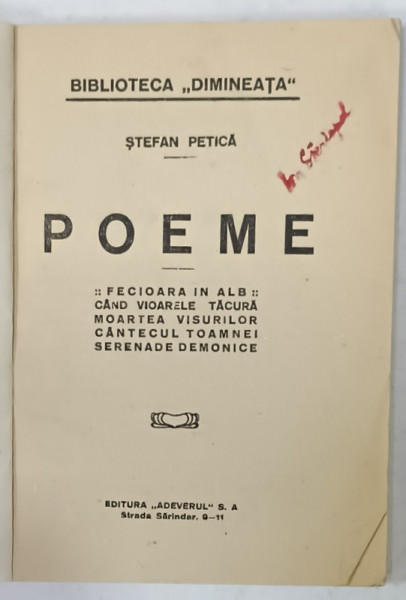 BIBLIOTECA „DIMINEAȚA“
ȘTEFAN PETICĂ
POEME
:: FECIOARA IN ALB ::
CÂND VIOARELE TĂCURĂ
MOARTEA VISURILOR
CÂNTECUL TOAMNEI
SERENADE DEMONICE
EDITURA „ADEVERUL“ S. A
Strada Sărindar. 9—11